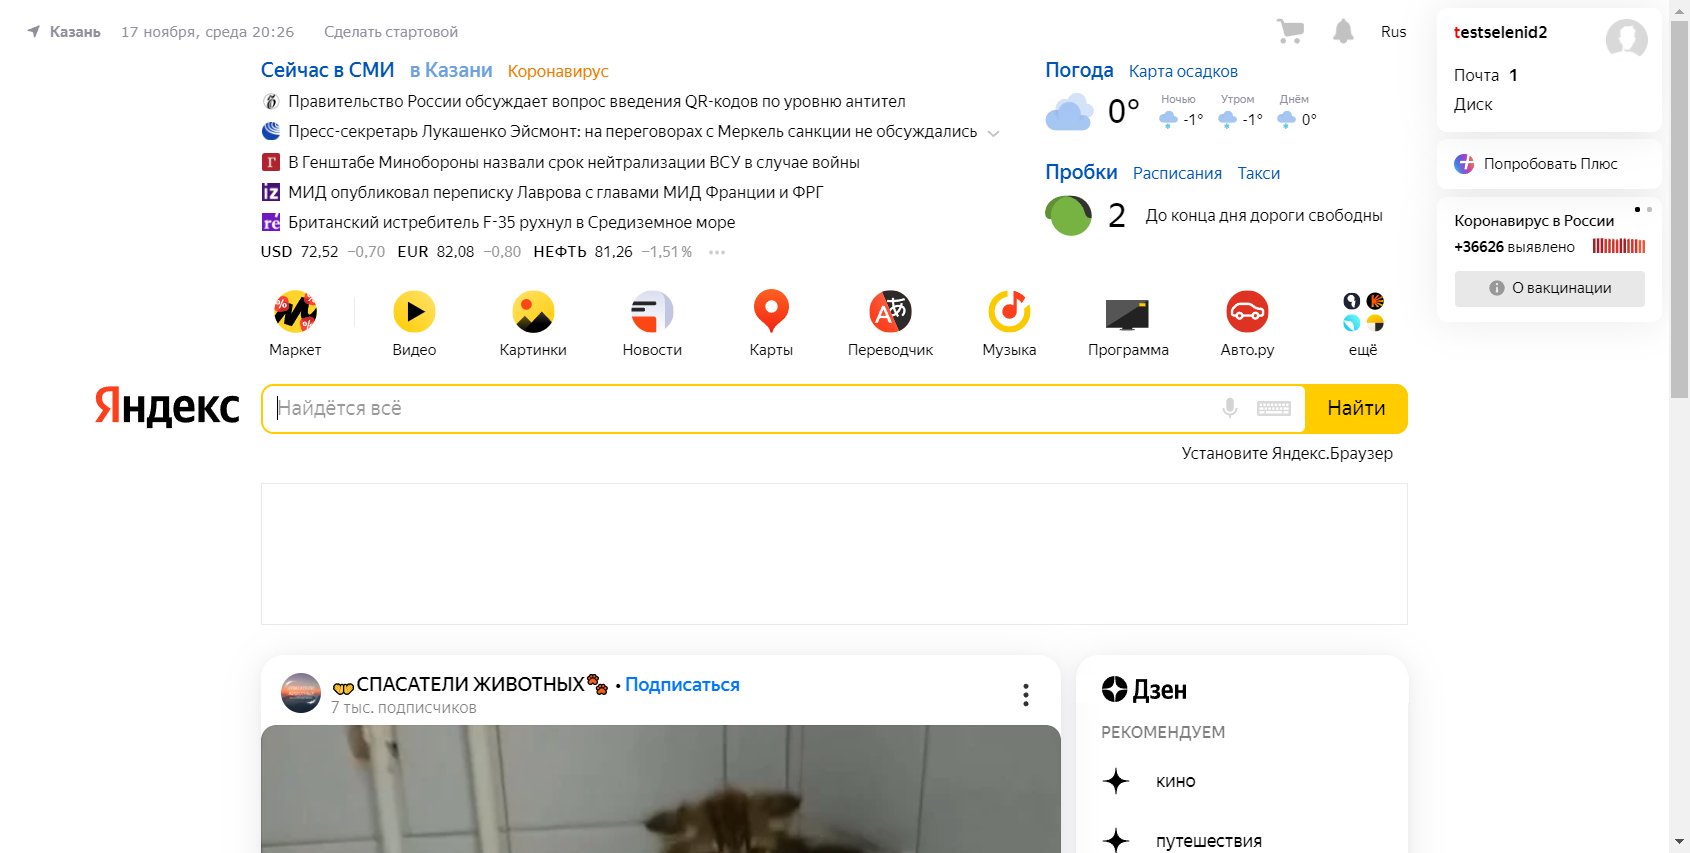 Казань 17 ноября, среда 20:26 Сделать стартовой
Rus
Сейчас в СМИ в Казани Коронавирус
Правительство России обсуждает вопрос введения QR-кодов по уровню антител
Пресс-секретарь Лукашенко Эйсмонт: на переговорах с Меркель санкции не обсуждались
В Генштабе Минобороны назвали срок нейтрализации ВСУ в случае войны
МИД опубликовал переписку Лаврова с главами МИД Франции и ФРГ
Британский истребитель F-35 рухнул в Средиземное море
USD 72,52 −0,70 EUR 82,08 −0,80 НЕФТЬ 81,26 −1,51%
Погода Карта осадков
0° Ночью -1° Утром -1° Днём 0°
Пробки Расписания Такси
2 До конца дня дороги свободны
testselenid2
Почта 1
Диск
Попробовать Плюс
Коронавирус в России
+36626 выявлено
О вакцинации
Маркет Видео Картинки Новости Карты Переводчик Музыка Программа Авто.ру ещё
Яндекс Найдётся всё Найти
Установите Яндекс.Браузер
СПАСАТЕЛИ ЖИВОТНЫХ • Подписаться
7 тыс. подписчиков
Дзен
РЕКОМЕНДУЕМ
кино
путешествия